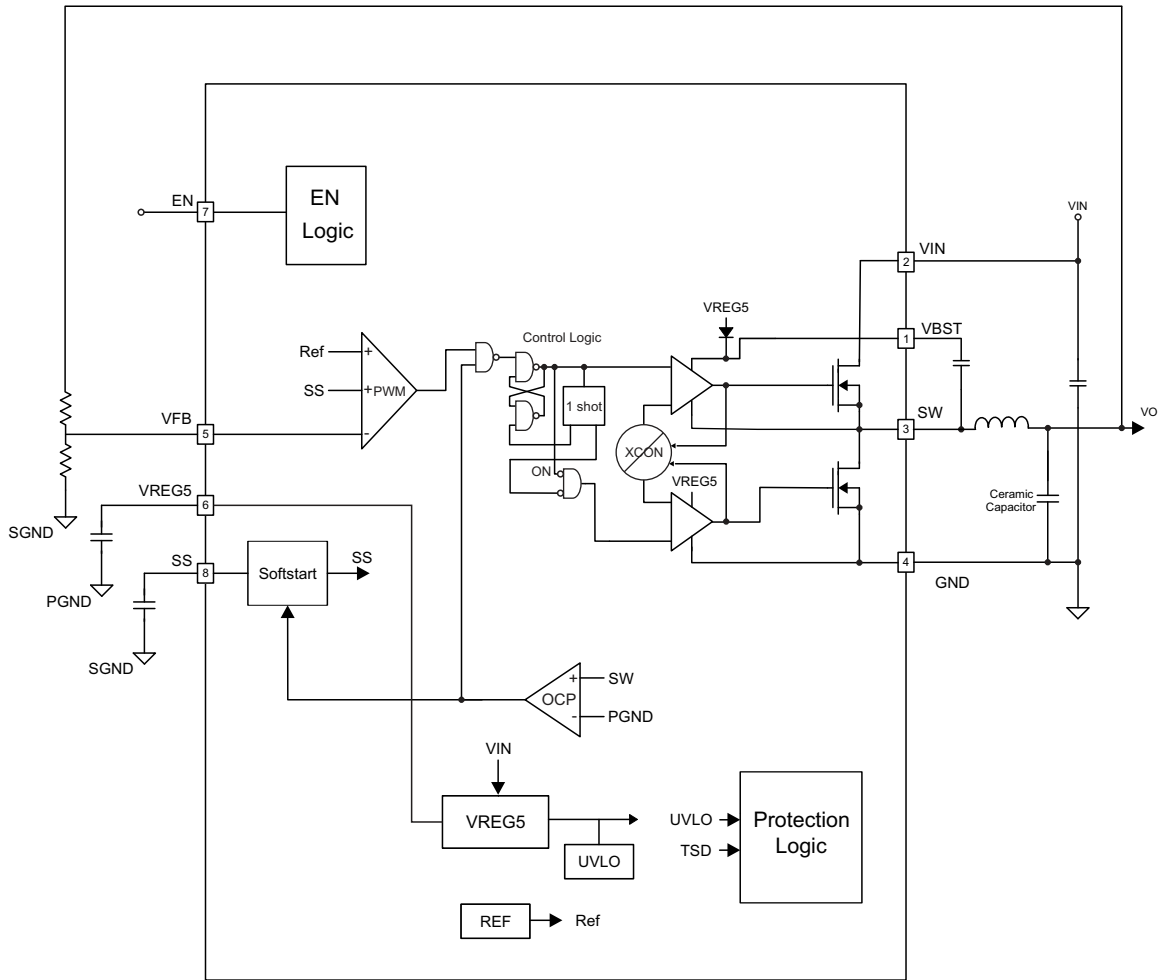 EN
7
EN
Logic
VIN
VIN
2
VREG5
VBST
1
Control Logic
Ref
+
SS
+
PWM
-
1 shot
VFB
5
SW
3
VO
XCON
ON
VREG5
VREG5
6
Ceramic
Capacitor
SGND
SS
8
Softstart
SS
4
GND
PGND
SGND
+
SW
OCP
-
PGND
VIN
VREG5
UVLO
UVLO
TSD
Protection
Logic
REF
Ref